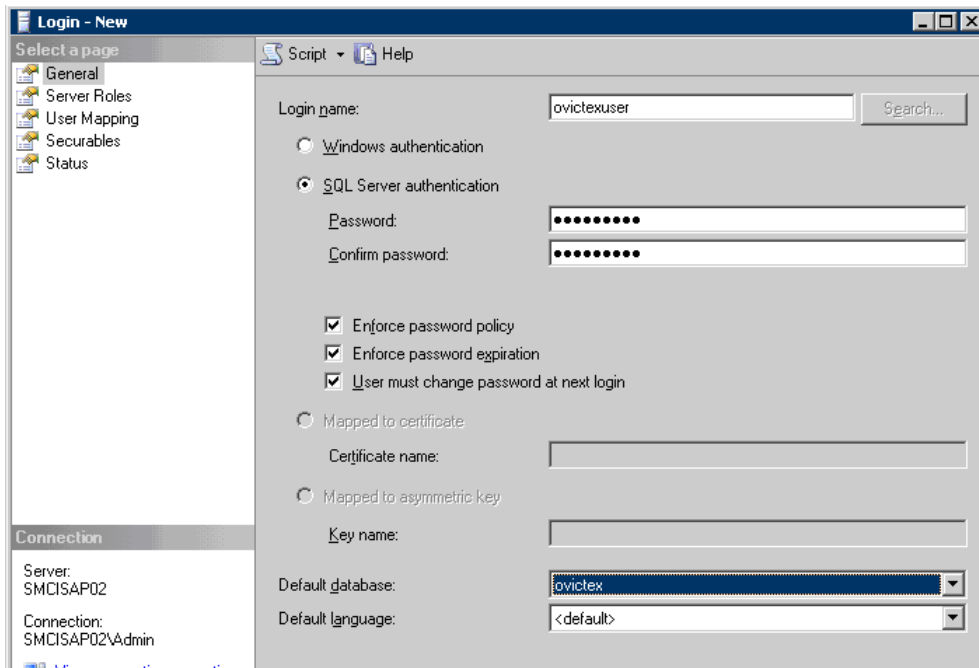 Login - New
Select a page
General
Server Roles
User Mapping
Securables
Status
Script Help
Login name: ovictexuser Search...
Windows authentication
SQL Server authentication
Password: ●●●●●●●●●
Confirm password: ●●●●●●●●●
Enforce password policy
Enforce password expiration
User must change password at next login
Mapped to certificate
Certificate name:
Mapped to asymmetric key
Key name:
Default database: ovictex
Default language: <default>
Connection
Server:
SMCISAP02
Connection:
SMCISAP02\Admin